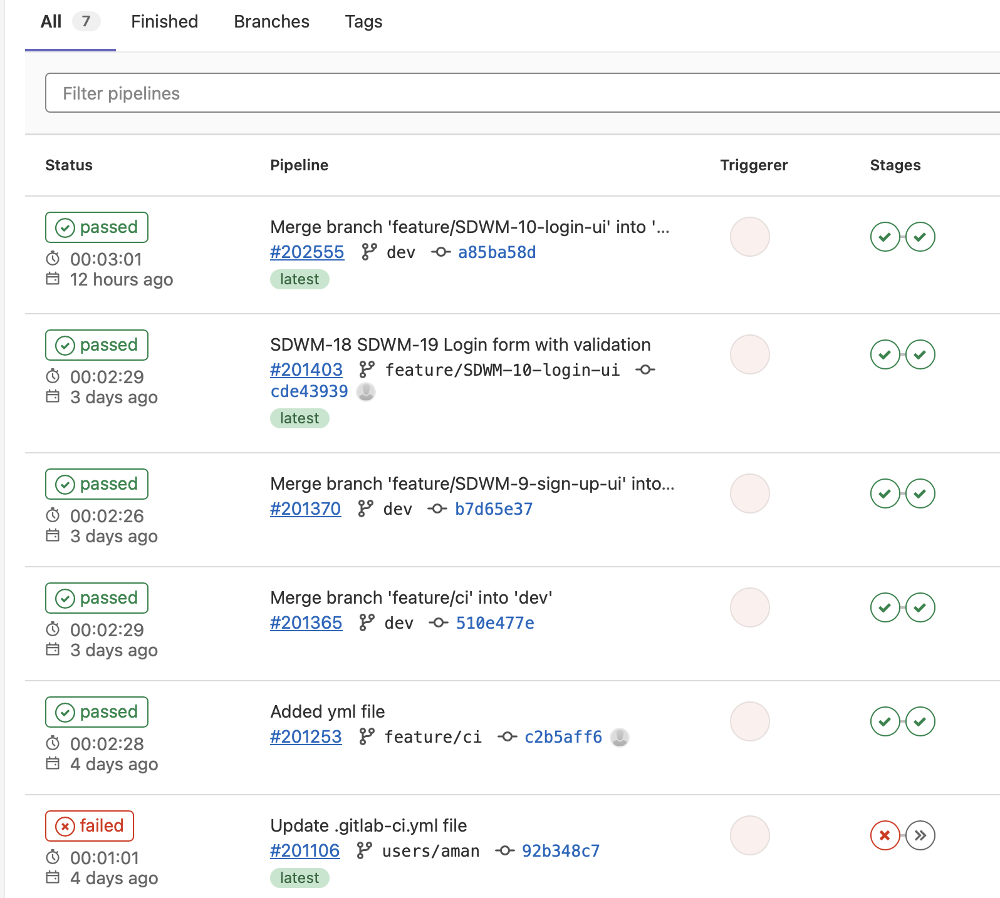 All 7 Finished Branches Tags
Filter pipelines
Status Pipeline Triggerer Stages
passed Merge branch 'feature/SDWM-10-login-ui' into '...
00:03:01 #202555 dev a85ba58d
12 hours ago latest
passed SDWM-18 SDWM-19 Login form with validation
00:02:29 #201403 feature/SDWM-10-login-ui
3 days ago cde43939
latest
passed Merge branch 'feature/SDWM-9-sign-up-ui' into...
00:02:26 #201370 dev b7d65e37
3 days ago
passed Merge branch 'feature/ci' into 'dev'
00:02:29 #201365 dev 510e477e
3 days ago
passed Added yml file
00:02:28 #201253 feature/ci c2b5aff6
4 days ago
failed Update .gitlab-ci.yml file
00:01:01 #201106 users/aman 92b348c7
4 days ago latest